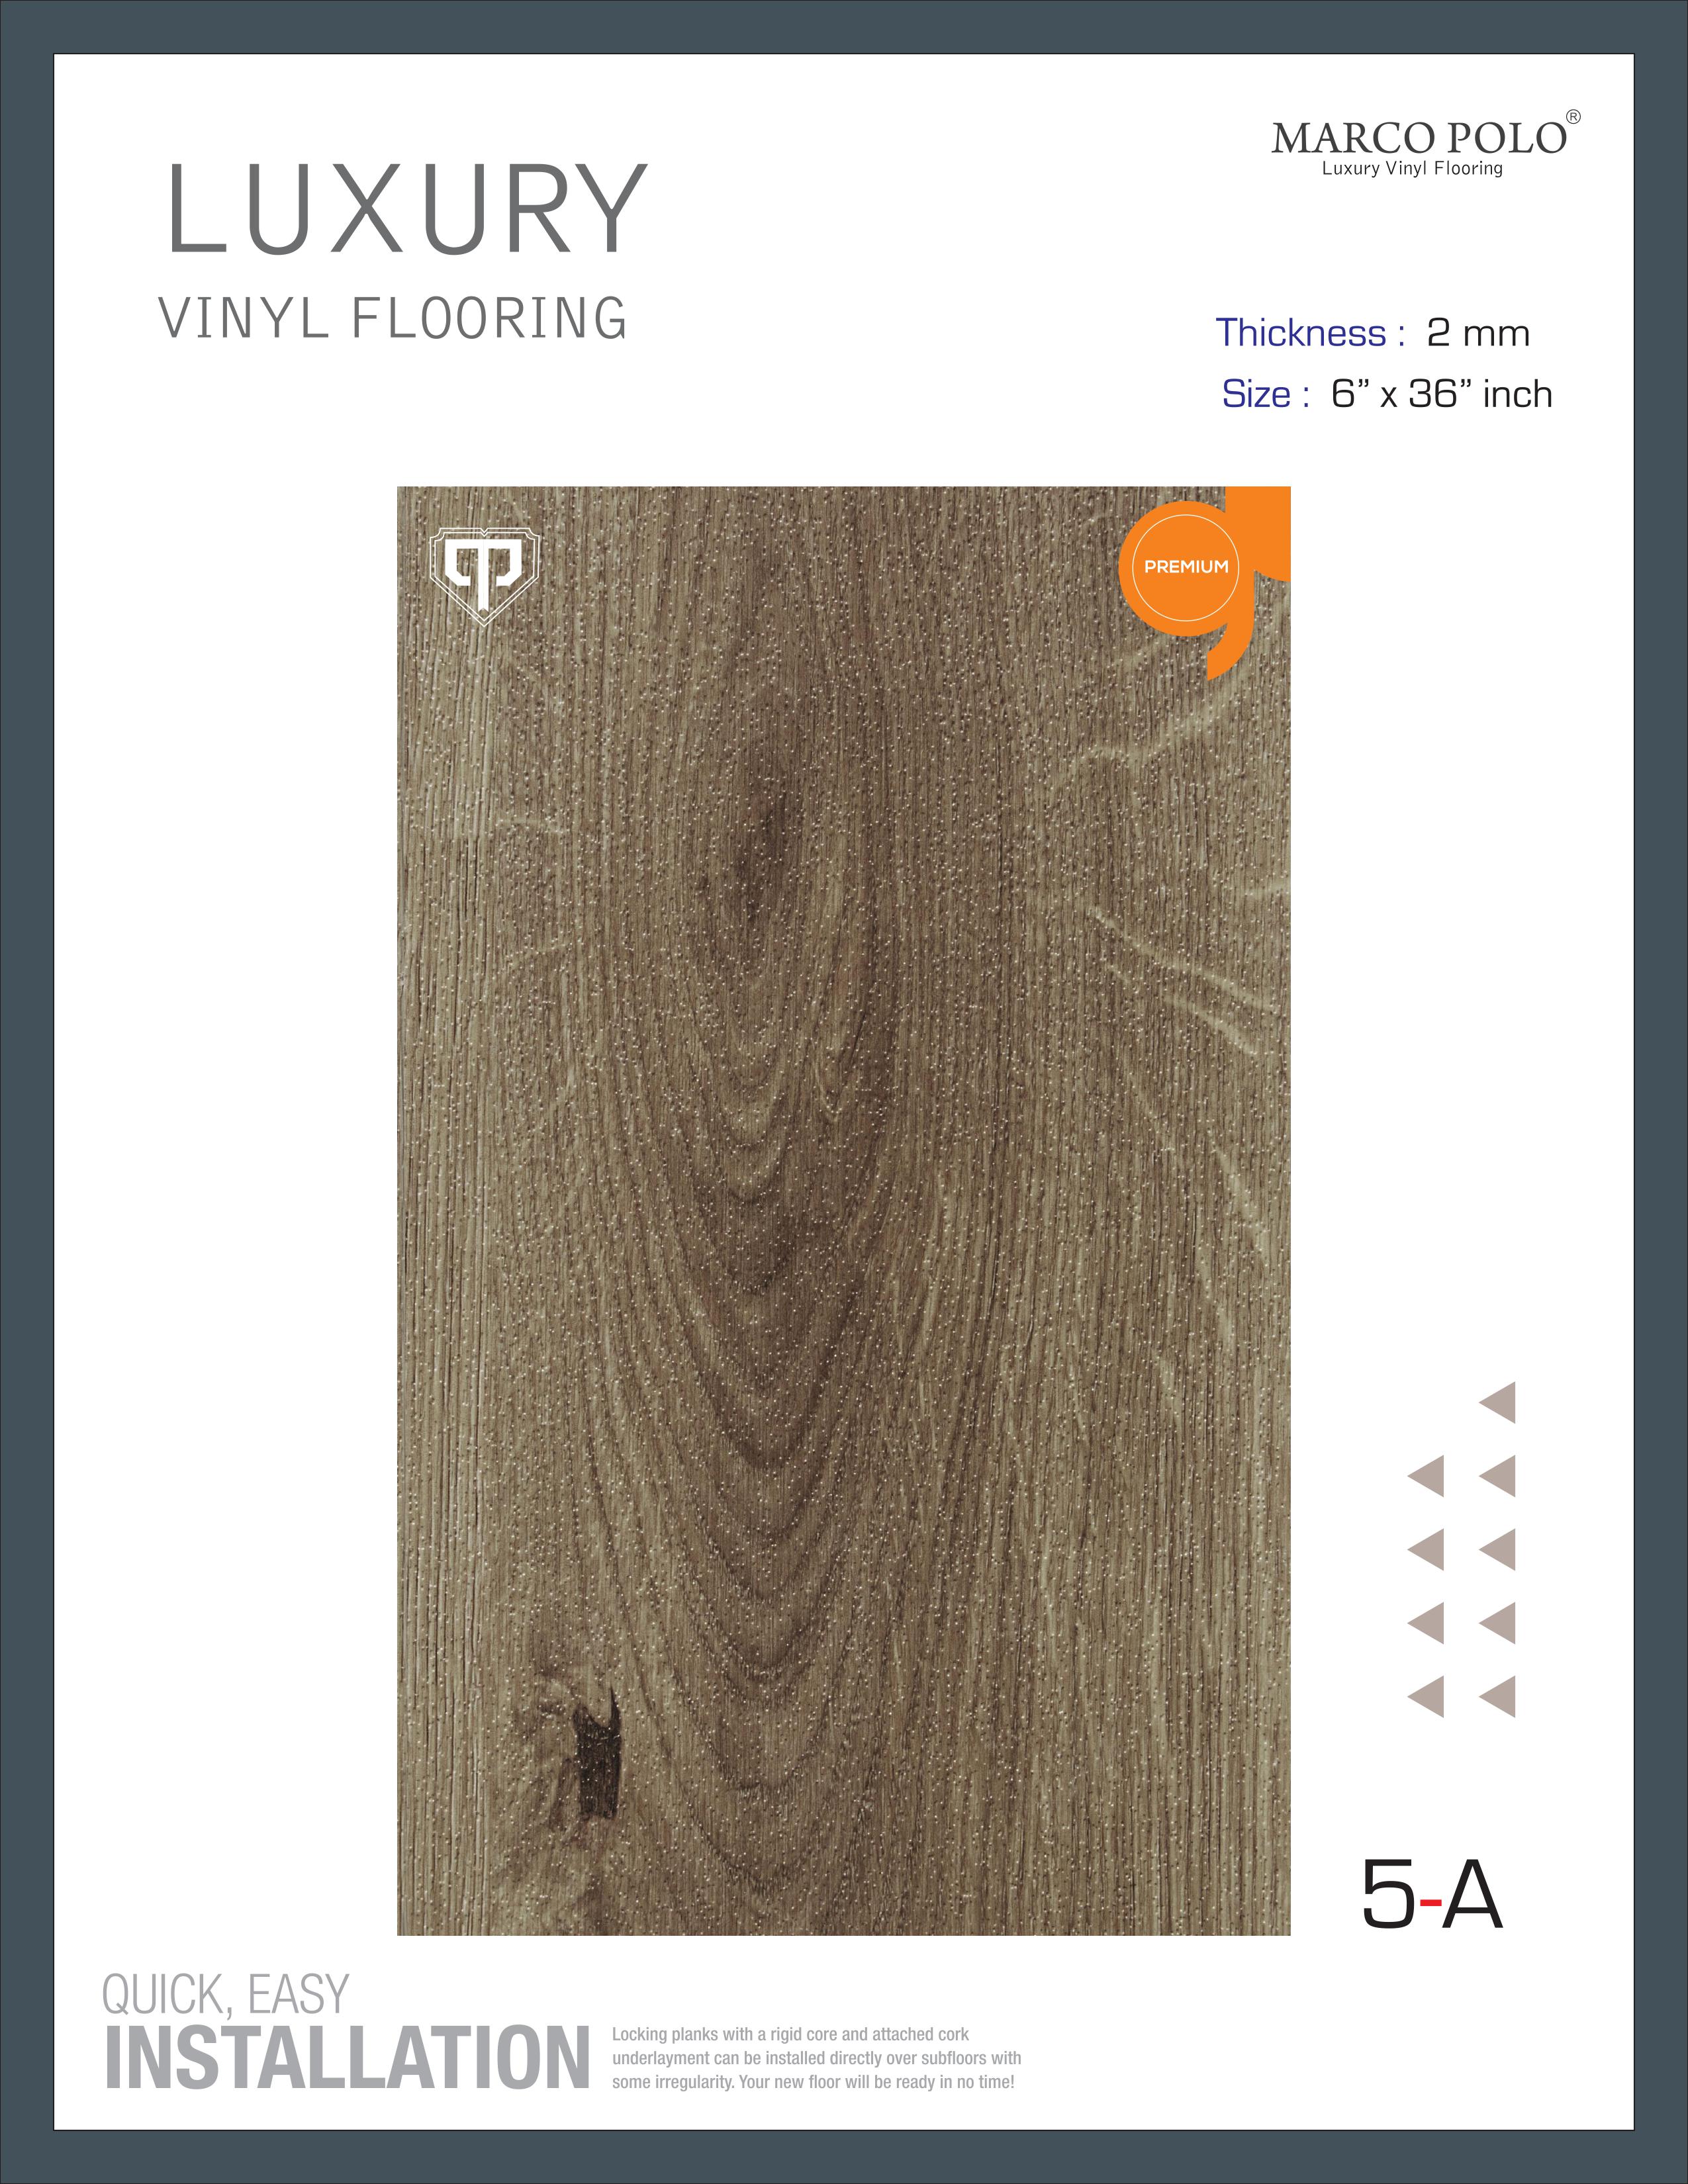 MARCO POLO®
Luxury Vinyl Flooring
LUXURY
VINYL FLOORING
Thickness : 2 mm
Size : 6” x 36” inch
PREMIUM
5-A
QUICK, EASY
INSTALLATION
Locking planks with a rigid core and attached cork
underlayment can be installed directly over subfloors with
some irregularity. Your new floor will be ready in no time!